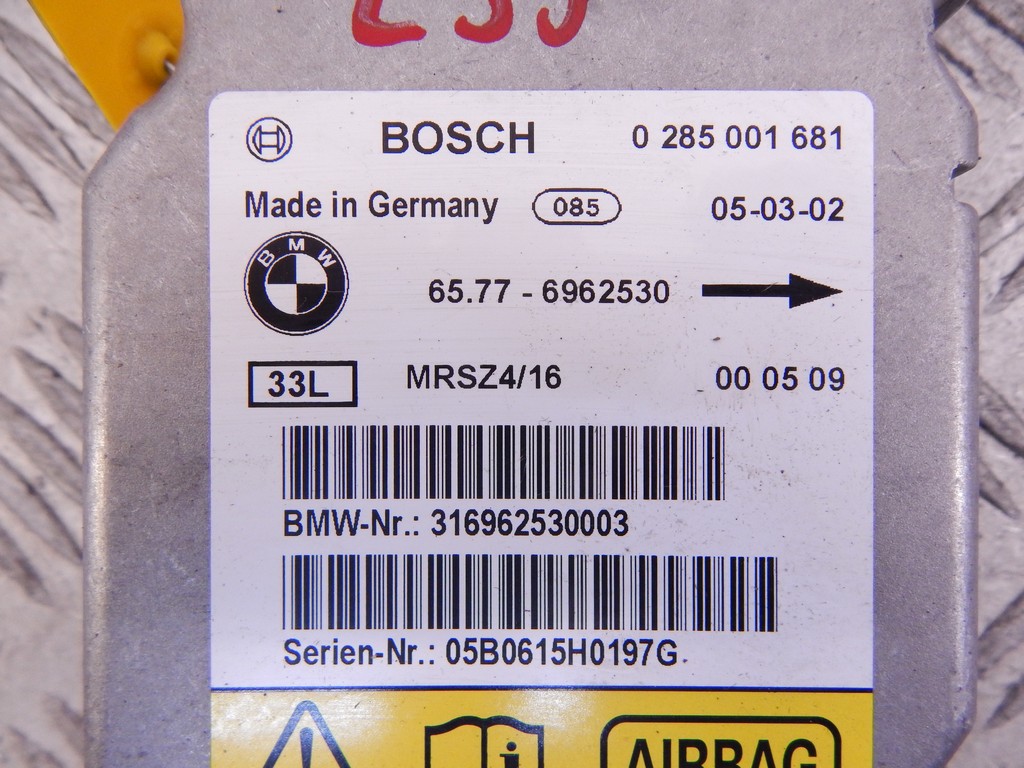 BOSCH 0 285 001 681
Made in Germany 085 05-03-02
BMW
65.77 - 6962530
33L MRSZ4/16 00 05 09
BMW-Nr.: 316962530003
Serien-Nr.: 05B0615H0197G
AIRBAG